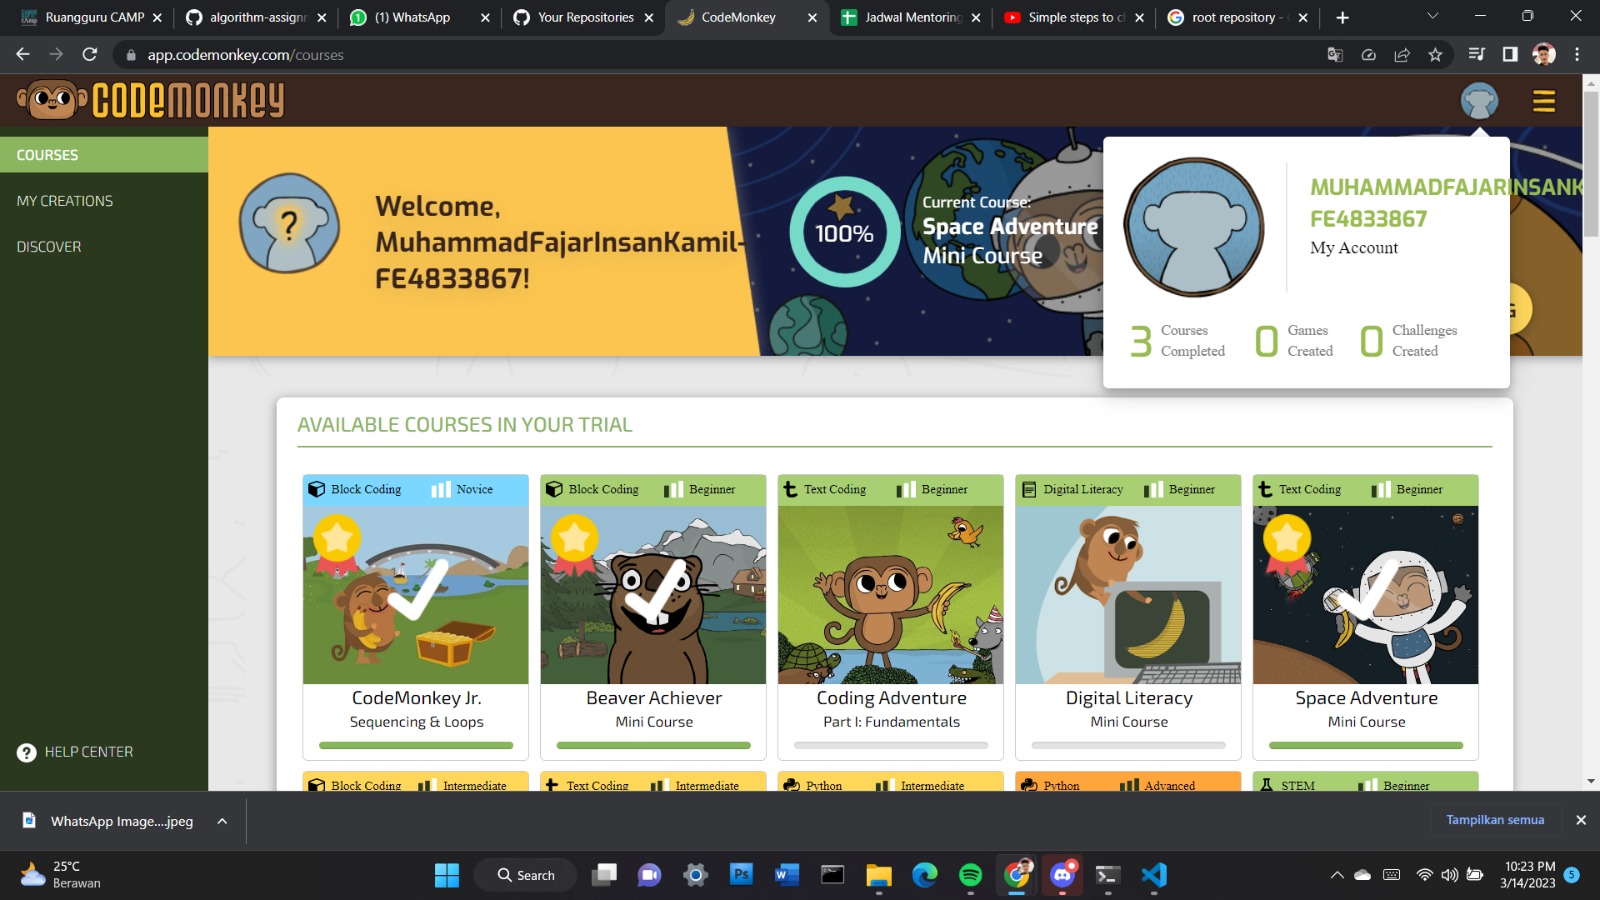 Ruangguru CAMP
algorithm-assignm
(1) WhatsApp
Your Repositories
CodeMonkey
Jadwal Mentoring
Simple steps to cl
root repository -
app.codemonkey.com/courses
CODEMONKEY
COURSES
MY CREATIONS
DISCOVER
HELP CENTER
Welcome,
MuhammadFajarInsanKamil-
FE4833867!
100%
Current Course:
Space Adventure
Mini Course
MUHAMMADFAJARINSANK
FE4833867
My Account
3 Courses Completed
0 Games Created
0 Challenges Created
AVAILABLE COURSES IN YOUR TRIAL
Block Coding Novice
CodeMonkey Jr.
Sequencing & Loops
Block Coding Beginner
Beaver Achiever
Mini Course
Text Coding Beginner
Coding Adventure
Part I: Fundamentals
Digital Literacy Beginner
Digital Literacy
Mini Course
Text Coding Beginner
Space Adventure
Mini Course
Block Coding Intermediate
Text Coding Intermediate
Python Intermediate
Python Advanced
STEM Beginner
WhatsApp Image....jpeg
Tampilkan semua
25°C
Berawan
Search
10:23 PM
3/14/2023
5